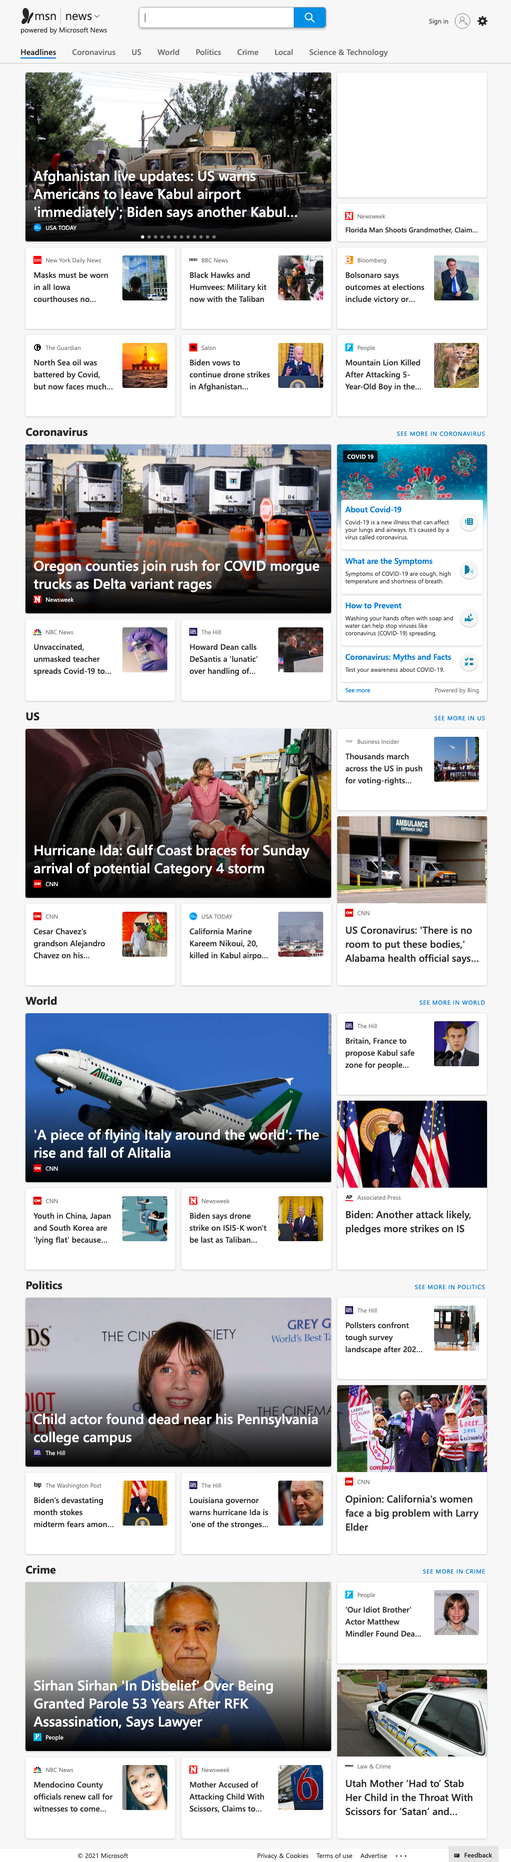 msn news
powered by Microsoft News
Sign in
Headlines Coronavirus US World Politics Crime Local Science & Technology
Afghanistan live updates: US warns
Americans to leave Kabul airport
'immediately'; Biden says another Kabul...
USA TODAY
Newsweek
Florida Man Shoots Grandmother, Claim...
New York Daily News
Masks must be worn
in all Iowa
courthouses no...
BBC News
Black Hawks and
Humvees: Military kit
now with the Taliban
Bloomberg
Bolsonaro says
outcomes at elections
include victory or...
The Guardian
North Sea oil was
battered by Covid,
but now faces much...
Salon
Biden vows to
continue drone strikes
in Afghanistan...
People
Mountain Lion Killed
After Attacking 5-
Year-Old Boy in the...
Coronavirus
SEE MORE IN CORONAVIRUS
84
Oregon counties join rush for COVID morgue
trucks as Delta variant rages
Newsweek
COVID 19
About Covid-19
Covid-19 is a new illness that can affect
your lungs and airways. It's caused by a
virus called coronavirus.
What are the Symptoms
Symptoms of COVID-19 are cough, high
temperature and shortness of breath.
How to Prevent
Washing your hands often with soap and
water can help stop viruses like
coronavirus (COVID-19) spreading.
Coronavirus: Myths and Facts
Test your awareness about COVID-19.
See more
Powered by Bing
NBC News
Unvaccinated,
unmasked teacher
spreads Covid-19 to...
The Hill
Howard Dean calls
DeSantis a 'lunatic'
over handling of...
US
SEE MORE IN US
Hurricane Ida: Gulf Coast braces for Sunday
arrival of potential Category 4 storm
CNN
Business Insider
Thousands march
across the US in push
for voting-rights...
AMBULANCE
ENTRANCE ONLY
CNN
US Coronavirus: 'There is no
room to put these bodies,'
Alabama health official says...
CNN
Cesar Chavez's
grandson Alejandro
Chavez on his...
USA TODAY
California Marine
Kareem Nikoui, 20,
killed in Kabul airpo...
World
SEE MORE IN WORLD
Alitalia
'A piece of flying Italy around the world': The
rise and fall of Alitalia
CNN
The Hill
Britain, France to
propose Kabul safe
zone for people...
AP Associated Press
Biden: Another attack likely,
pledges more strikes on IS
CNN
Youth in China, Japan
and South Korea are
'lying flat' because...
Newsweek
Biden says drone
strike on ISIS-K won't
be last as Taliban...
Politics
SEE MORE IN POLITICS
THE CINEMA SOCIETY
GREY G
World's Best Ta
DS
IDIOT
THE CINEMA
Child actor found dead near his Pennsylvania
college campus
The Hill
The Hill
Pollsters confront
tough survey
landscape after 202...
CNN
Opinion: California's women
face a big problem with Larry
Elder
The Washington Post
Biden's devastating
month stokes
midterm fears amon...
The Hill
Louisiana governor
warns hurricane Ida is
'one of the stronges...
Crime
SEE MORE IN CRIME
Sirhan Sirhan 'In Disbelief' Over Being
Granted Parole 53 Years After RFK
Assassination, Says Lawyer
People
People
'Our Idiot Brother'
Actor Matthew
Mindler Found Dea...
Law & Crime
Utah Mother 'Had to' Stab
Her Child in the Throat With
Scissors for 'Satan' and...
NBC News
Mendocino County
officials renew call for
witnesses to come...
Newsweek
Mother Accused of
Attacking Child With
Scissors, Claims to...
6
© 2021 Microsoft
Privacy & Cookies Terms of use Advertise ...
Feedback